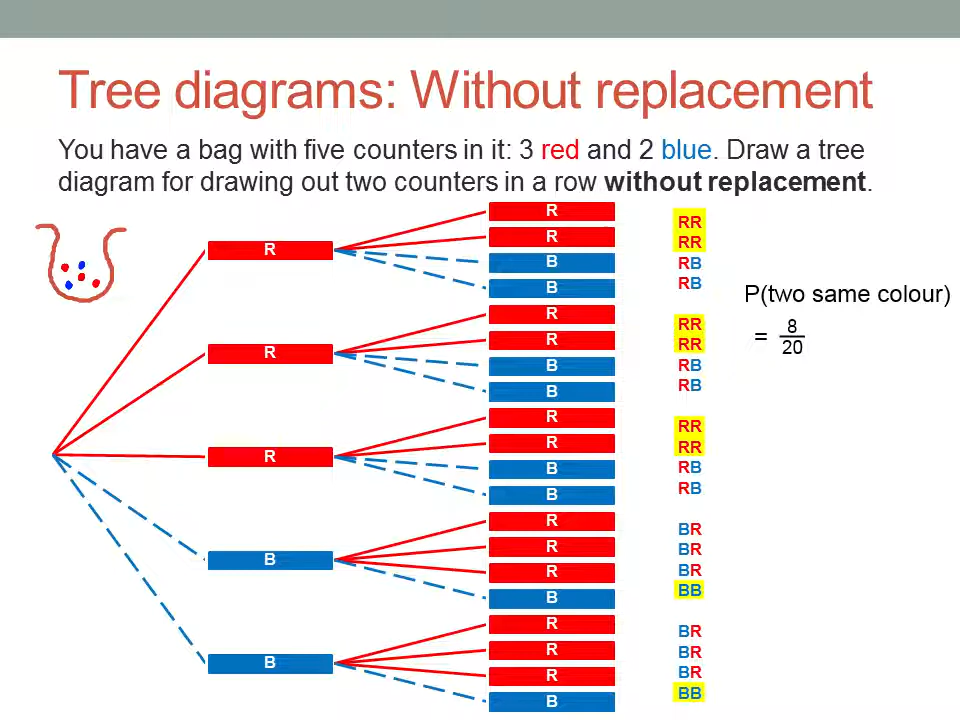 Tree diagrams: Without replacement
You have a bag with five counters in it: 3 red and 2 blue. Draw a tree
diagram for drawing out two counters in a row without replacement.
R
R
R
B
B
R
R
B
B
R
R
B
B
R
R
B
B
R
R
R
B
R
R
R
B
RR
RR
RB
RB
RR
RR
RB
RB
RR
RR
RB
RB
BR
BR
BR
BB
BR
BR
BR
BB
P(two same colour)
= 8
20